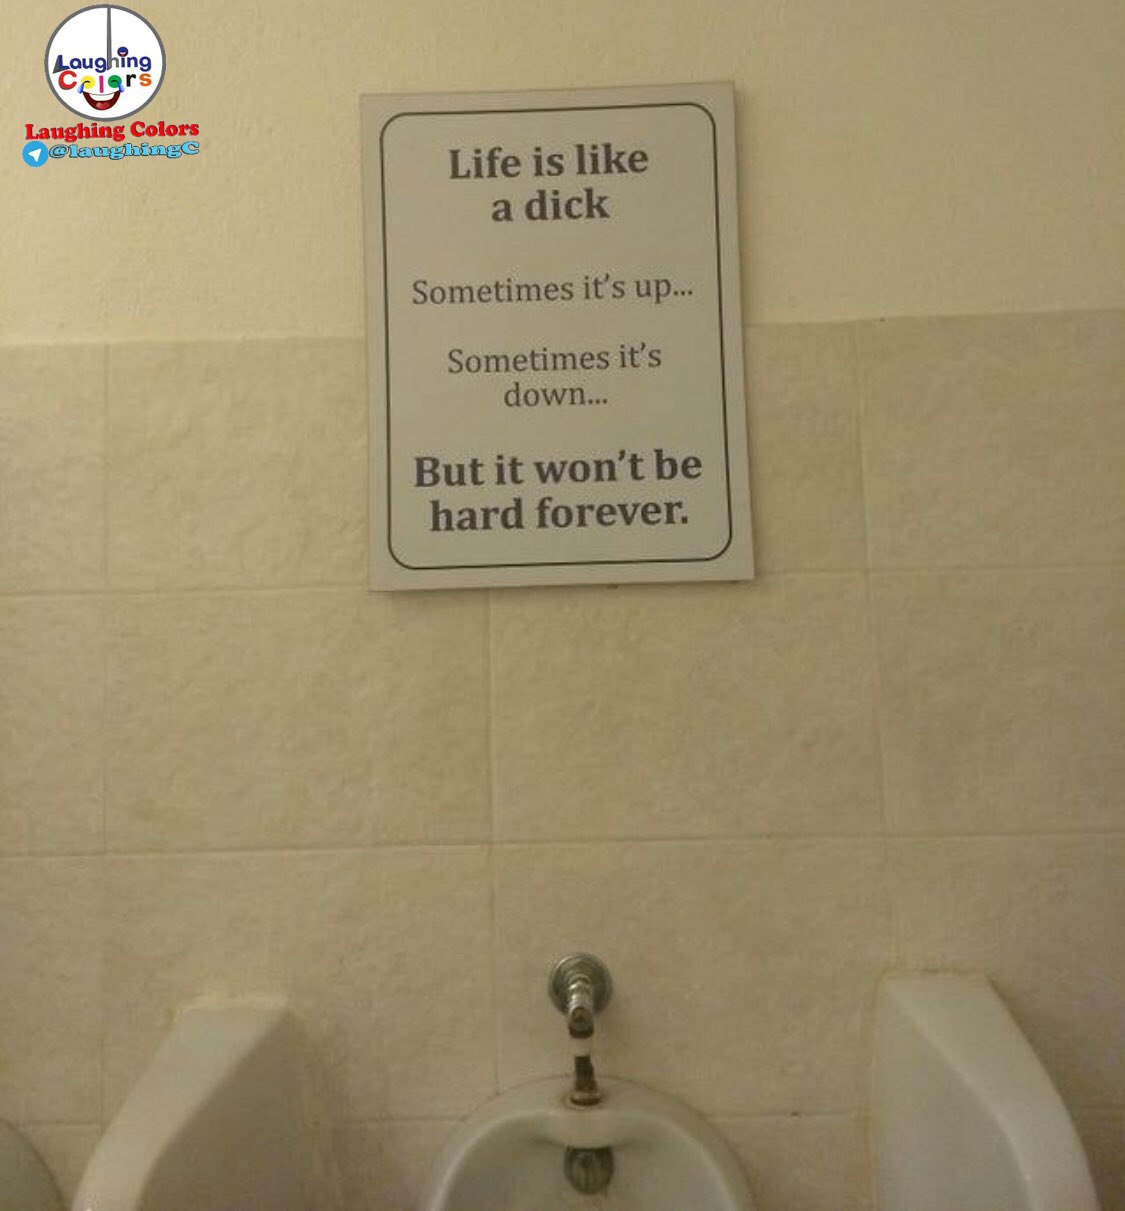 Laughing
Colors
Laughing Colors
@laughingC
Life is like
a dick
Sometimes it's up...
Sometimes it's
down...
But it won't be
hard forever.